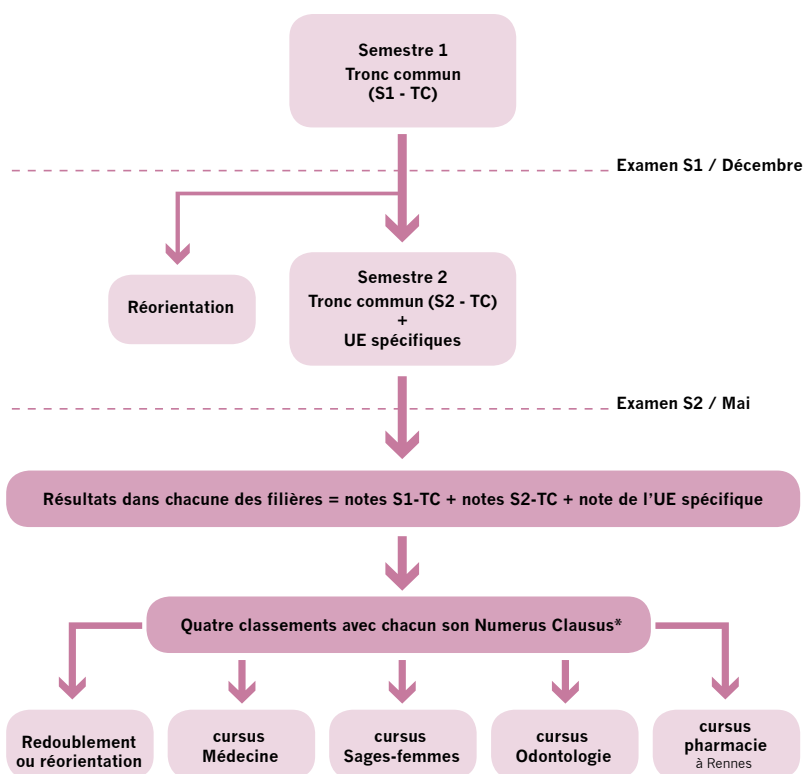 Semestre 1
Tronc commun
(S1 - TC)
Examen S1 / Décembre
Réorientation
Semestre 2
Tronc commun (S2 - TC)
+
UE spécifiques
Examen S2 / Mai
Résultats dans chacune des filières = notes S1-TC + notes S2-TC + note de l’UE spécifique
Quatre classements avec chacun son Numerus Clausus*
Redoublement
ou réorientation
cursus
Médecine
cursus
Sages-femmes
cursus
Odontologie
cursus
pharmacie
à Rennes